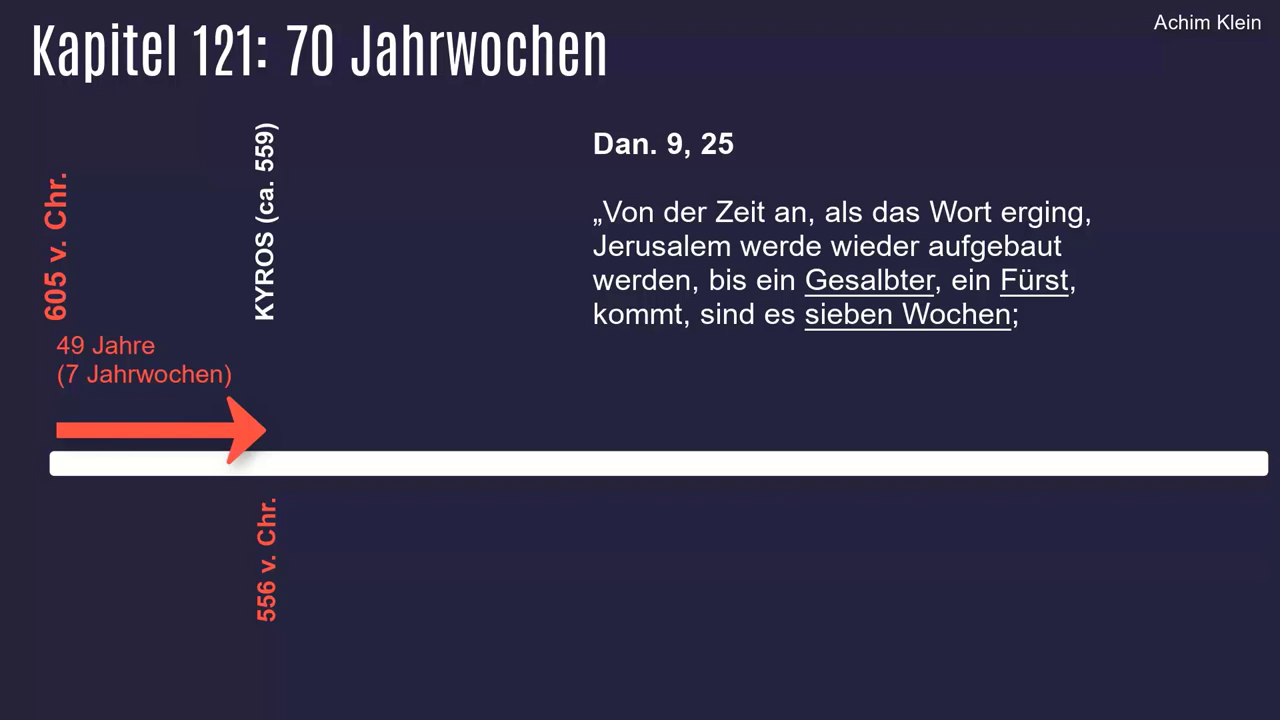 Achim Klein
Kapitel 121: 70 Jahrwochen
605 v. Chr.
KYROS (ca. 559)
Dan. 9, 25
„Von der Zeit an, als das Wort erging,
Jerusalem werde wieder aufgebaut
werden, bis ein Gesalbter, ein Fürst,
kommt, sind es sieben Wochen;
49 Jahre
(7 Jahrwochen)
556 v. Chr.